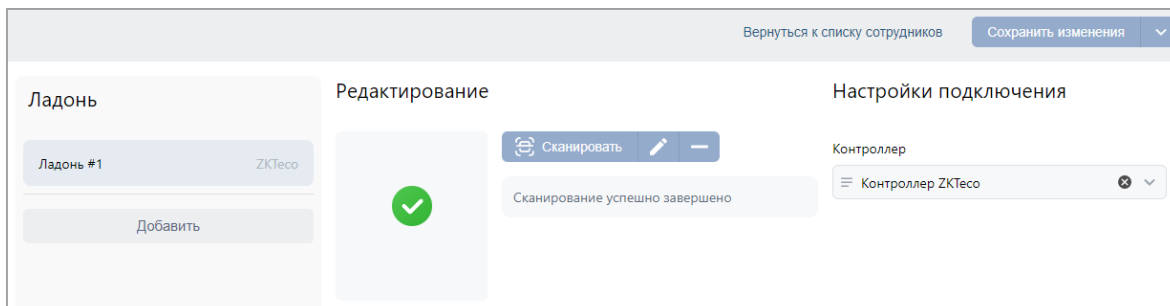 Вернуться к списку сотрудников
Сохранить изменения
Ладонь
Ладонь #1 ZKTeco
Добавить
Редактирование
Сканировать
Сканирование успешно завершено
Настройки подключения
Контроллер
Контроллер ZKTeco